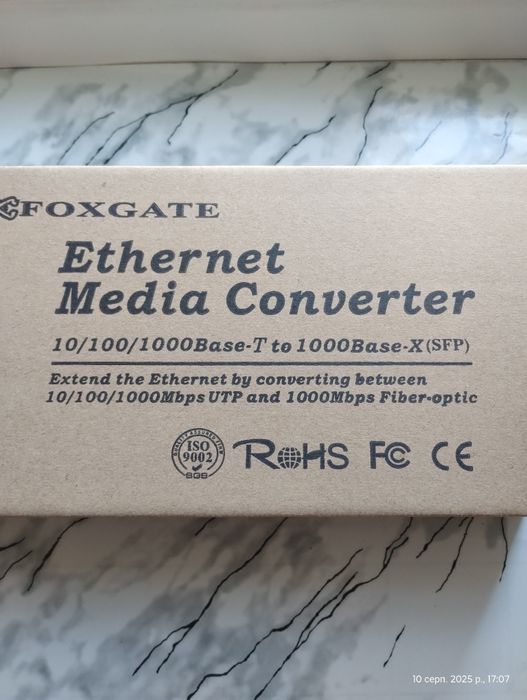 FOXGATE
Ethernet
Media Converter
10/100/1000Base-T to 1000Base-X(SFP)
Extend the Ethernet by converting between
10/100/1000Mbps UTP and 1000Mbps Fiber-optic
ISO
9002
SGS
RoHS FC CE
10 серп. 2025 р., 17:07